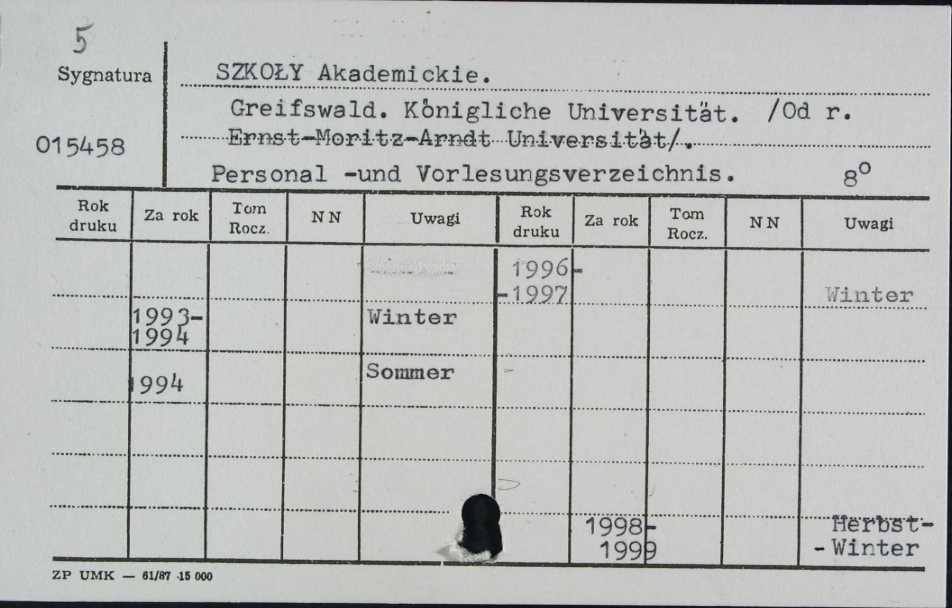 5
Sygnatura
SZKOŁY Akademickie.
Greifswald. Königliche Universität. /Od r.
015458
Ernst-Moritz-Arndt Universität/.
Personal -und Vorlesungsverzeichnis. 8⁰
Rok druku Za rok Tom Rocz. N N Uwagi Rok druku Za rok Tom Rocz. N N Uwagi
1996-
-1997 Winter
1993- Winter
1994
1994 Sommer
1998- Herbst-
1999 -Winter
ZP UMK — 61/87 15 000